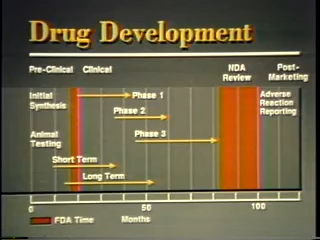 Drug Development
Pre-Clinical Clinical NDA Review Post-Marketing
Initial Synthesis
Phase 1
Phase 2
Phase 3
Adverse Reaction Reporting
Animal Testing
Short Term
Long Term
0 50 100
FDA Time Months